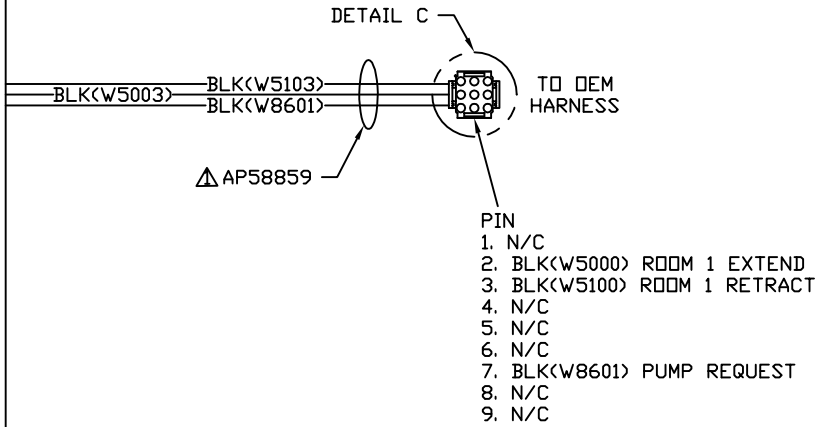 DETAIL C
BLK(W5103)
BLK(W5003)
BLK(W8601)
TO OEM
HARNESS
1 AP58859
PIN
1. N/C
2. BLK(W5000) ROOM 1 EXTEND
3. BLK(W5100) ROOM 1 RETRACT
4. N/C
5. N/C
6. N/C
7. BLK(W8601) PUMP REQUEST
8. N/C
9. N/C